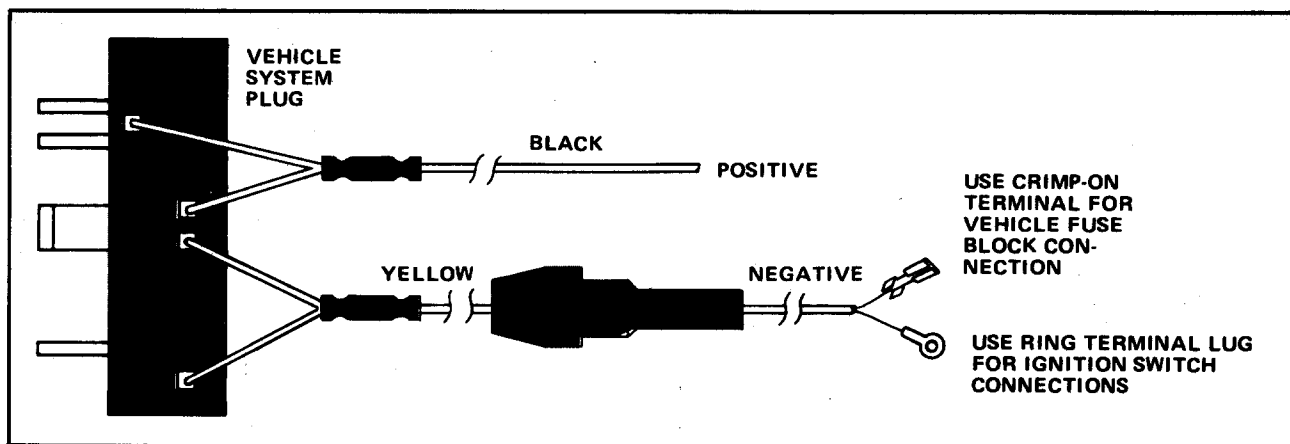 VEHICLE
SYSTEM
PLUG
BLACK
POSITIVE
USE CRIMP-ON
TERMINAL FOR
VEHICLE FUSE
BLOCK CON-
NECTION
YELLOW
NEGATIVE
USE RING TERMINAL LUG
FOR IGNITION SWITCH
CONNECTIONS